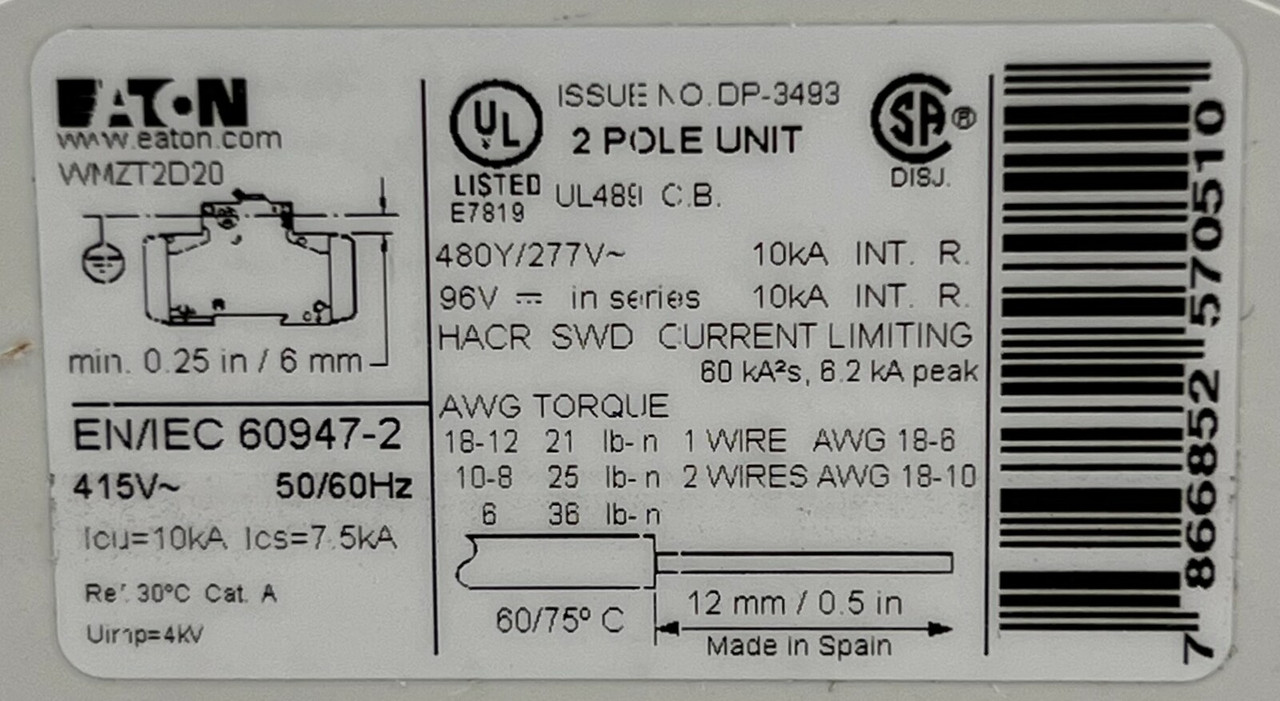 EATON
www.eaton.com
WMZT2D20
min. 0.25 in / 6 mm
EN/IEC 60947-2
415V~ 50/60Hz
Icu=10kA Ics=7.5kA
Ref. 30°C Cat. A
Uimp=4kV
UL
LISTED
E7819
ISSUE NO. DP-3493
2 POLE UNIT
UL489 C.B.
SA ®
DISJ.
480Y/277V~ 10kA INT. R.
96V ⎓ in series 10kA INT. R.
HACR SWD CURRENT LIMITING
60 kA²s, 6.2 kA peak
AWG TORQUE
18-12 21 lb-in 1 WIRE AWG 18-6
10-8 25 lb-in 2 WIRES AWG 18-10
6 36 lb-in
60/75° C
12 mm / 0.5 in
Made in Spain
7 866852 570510